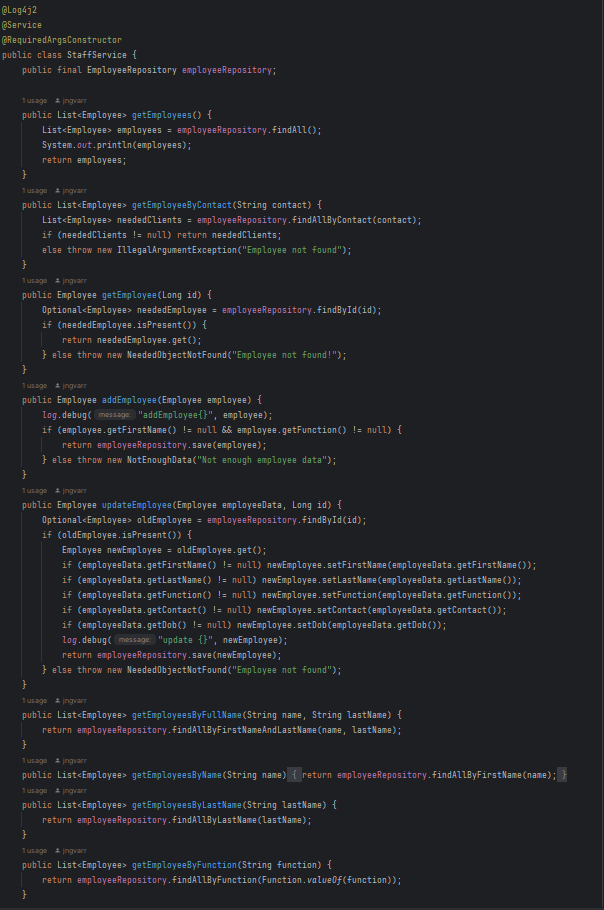 @Log4j2
@Service
@RequiredArgsConstructor
public class StaffService {
    public final EmployeeRepository employeeRepository;

    1 usage  jngvarr
    public List<Employee> getEmployees() {
        List<Employee> employees = employeeRepository.findAll();
        System.out.println(employees);
        return employees;
    }
    1 usage  jngvarr
    public List<Employee> getEmployeeByContact(String contact) {
        List<Employee> neededClients = employeeRepository.findAllByContact(contact);
        if (neededClients != null) return neededClients;
        else throw new IllegalArgumentException("Employee not found");
    }
    1 usage  jngvarr
    public Employee getEmployee(Long id) {
        Optional<Employee> neededEmployee = employeeRepository.findById(id);
        if (neededEmployee.isPresent()) {
            return neededEmployee.get();
        } else throw new NeededObjectNotFound("Employee not found!");
    }
    1 usage  jngvarr
    public Employee addEmployee(Employee employee) {
        log.debug( message: "addEmployee{}", employee);
        if (employee.getFirstName() != null && employee.getFunction() != null) {
            return employeeRepository.save(employee);
        } else throw new NotEnoughData("Not enough employee data");
    }
    1 usage  jngvarr
    public Employee updateEmployee(Employee employeeData, Long id) {
        Optional<Employee> oldEmployee = employeeRepository.findById(id);
        if (oldEmployee.isPresent()) {
            Employee newEmployee = oldEmployee.get();
            if (employeeData.getFirstName() != null) newEmployee.setFirstName(employeeData.getFirstName());
            if (employeeData.getLastName() != null) newEmployee.setLastName(employeeData.getLastName());
            if (employeeData.getFunction() != null) newEmployee.setFunction(employeeData.getFunction());
            if (employeeData.getContact() != null) newEmployee.setContact(employeeData.getContact());
            if (employeeData.getDob() != null) newEmployee.setDob(employeeData.getDob());
            log.debug( message: "update {}", newEmployee);
            return employeeRepository.save(newEmployee);
        } else throw new NeededObjectNotFound("Employee not found");
    }
    1 usage  jngvarr
    public List<Employee> getEmployeesByFullName(String name, String lastName) {
        return employeeRepository.findAllByFirstNameAndLastName(name, lastName);
    }
    1 usage  jngvarr
    public List<Employee> getEmployeesByName(String name) { return employeeRepository.findAllByFirstName(name); }
    1 usage  jngvarr
    public List<Employee> getEmployeesByLastName(String lastName) {
        return employeeRepository.findAllByLastName(lastName);
    }
    1 usage  jngvarr
    public List<Employee> getEmployeeByFunction(String function) {
        return employeeRepository.findAllByFunction(Function.valueOf(function));
    }